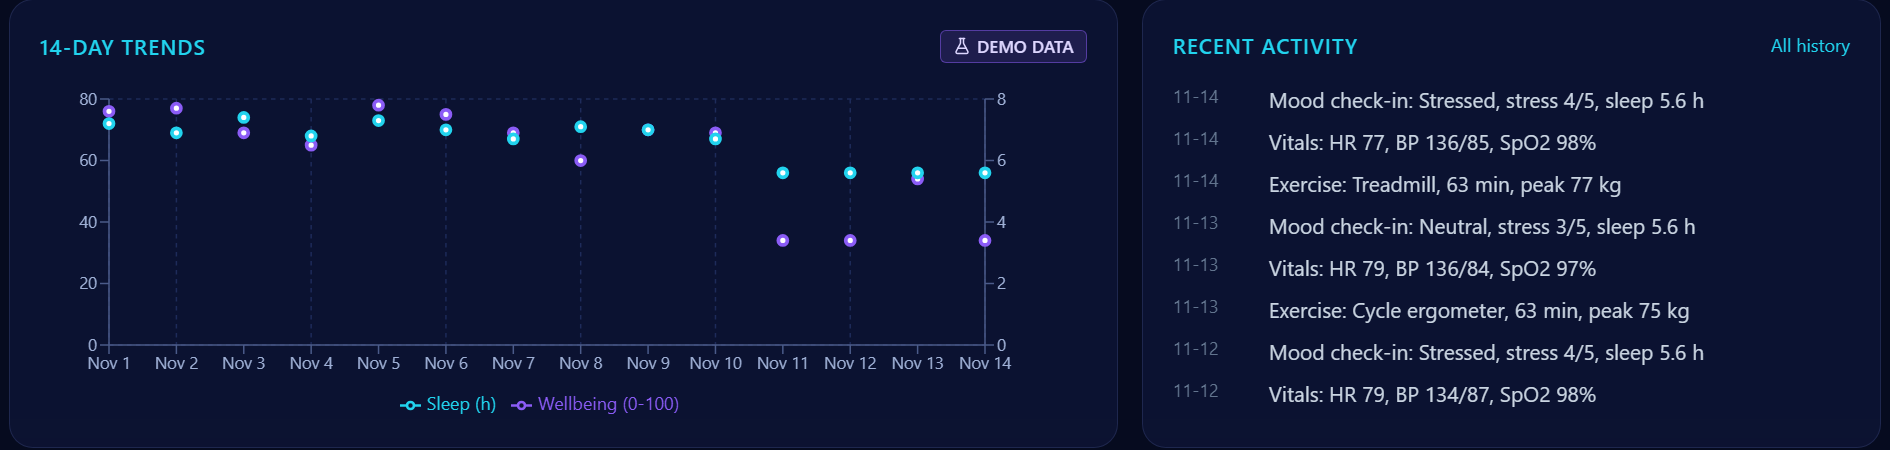 14-DAY TRENDS
DEMO DATA
80
60
40
20
0
8
6
4
2
0
Nov 1 Nov 2 Nov 3 Nov 4 Nov 5 Nov 6 Nov 7 Nov 8 Nov 9 Nov 10 Nov 11 Nov 12 Nov 13 Nov 14
Sleep (h) Wellbeing (0-100)
RECENT ACTIVITY
All history
11-14 Mood check-in: Stressed, stress 4/5, sleep 5.6 h
11-14 Vitals: HR 77, BP 136/85, SpO2 98%
11-14 Exercise: Treadmill, 63 min, peak 77 kg
11-13 Mood check-in: Neutral, stress 3/5, sleep 5.6 h
11-13 Vitals: HR 79, BP 136/84, SpO2 97%
11-13 Exercise: Cycle ergometer, 63 min, peak 75 kg
11-12 Mood check-in: Stressed, stress 4/5, sleep 5.6 h
11-12 Vitals: HR 79, BP 134/87, SpO2 98%